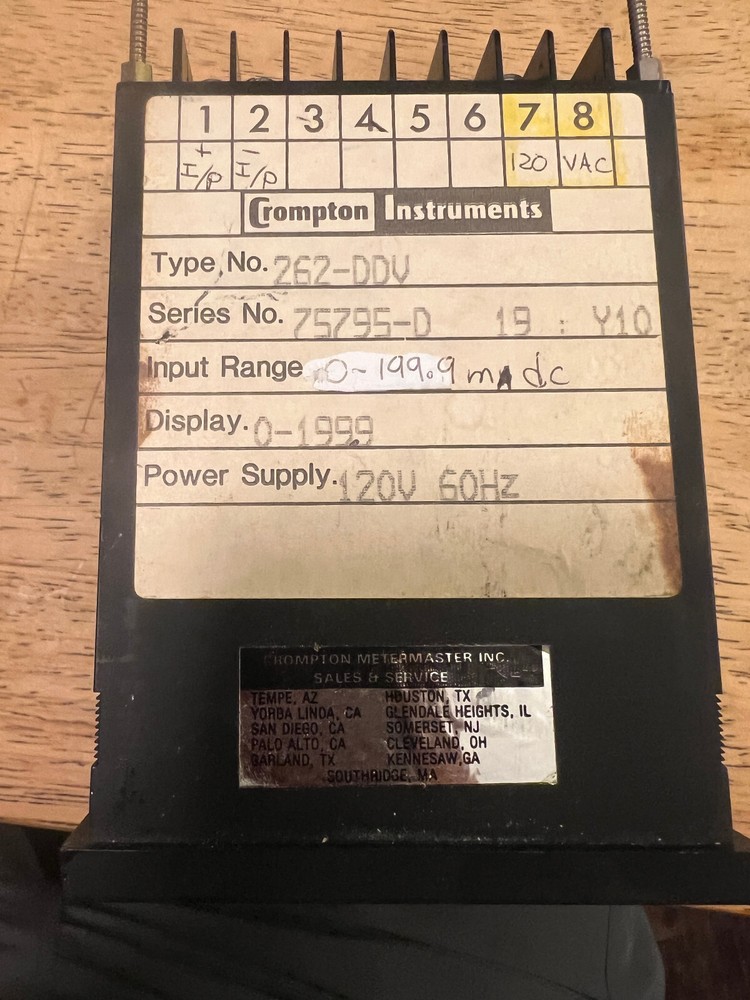 1 2 3 4 5 6 7 8
+ I/P - I/P 120 VAC
Crompton Instruments
Type No. 262-DDV
Series No. 75795-D 19 : Y10
Input Range 0-199.9 mA dc
Display. 0-1999
Power Supply. 120V 60Hz
CROMPTON METERMASTER INC.
SALES & SERVICE
TEMPE, AZ HOUSTON, TX
YORBA LINDA, CA GLENDALE HEIGHTS, IL
SAN DIEGO, CA SOMERSET, NJ
PALO ALTO, CA CLEVELAND, OH
GARLAND, TX KENNESAW, GA
SOUTHRIDGE, MA